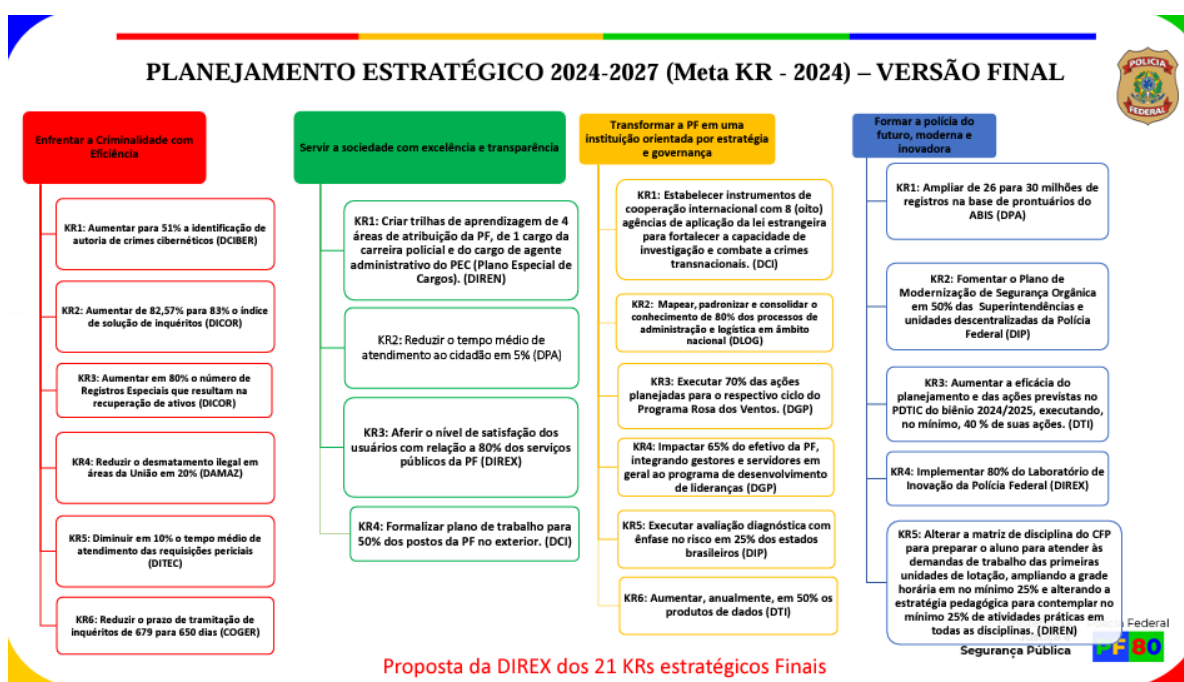 PLANEJAMENTO ESTRATÉGICO 2024-2027 (Meta KR - 2024) – VERSÃO FINAL
POLICIA
FEDERAL
Enfrentar a Criminalidade com
Eficiência
KR1: Aumentar para 51% a identificação de
autoria de crimes cibernéticos (DCIBER)
KR2: Aumentar de 82,57% para 83% o índice
de solução de inquéritos (DICOR)
KR3: Aumentar em 80% o número de
Registros Especiais que resultam na
recuperação de ativos (DICOR)
KR4: Reduzir o desmatamento ilegal em
áreas da União em 20% (DAMAZ)
KR5: Diminuir em 10% o tempo médio de
atendimento das requisições periciais
(DITEC)
KR6: Reduzir o prazo de tramitação de
inquéritos de 679 para 650 dias (COGER)
Servir a sociedade com excelência e transparência
KR1: Criar trilhas de aprendizagem de 4
áreas de atribuição da PF, de 1 cargo da
carreira policial e do cargo de agente
administrativo do PEC (Plano Especial de
Cargos). (DIREN)
KR2: Reduzir o tempo médio de
atendimento ao cidadão em 5% (DPA)
KR3: Aferir o nível de satisfação dos
usuários com relação a 80% dos serviços
públicos da PF (DIREX)
KR4: Formalizar plano de trabalho para
50% dos postos da PF no exterior. (DCI)
Transformar a PF em uma
instituição orientada por estratégia
e governança
KR1: Estabelecer instrumentos de
cooperação internacional com 8 (oito)
agências de aplicação da lei estrangeira
para fortalecer a capacidade de
investigação e combate a crimes
transnacionais. (DCI)
KR2: Mapear, padronizar e consolidar o
conhecimento de 80% dos processos de
administração e logística em âmbito
nacional (DLOG)
KR3: Executar 70% das ações
planejadas para o respectivo ciclo do
Programa Rosa dos Ventos. (DGP)
KR4: Impactar 65% do efetivo da PF,
integrando gestores e servidores em
geral ao programa de desenvolvimento
de lideranças (DGP)
KR5: Executar avaliação diagnóstica com
ênfase no risco em 25% dos estados
brasileiros (DIP)
KR6: Aumentar, anualmente, em 50% os
produtos de dados (DTI)
Formar a polícia do
futuro, moderna e
inovadora
KR1: Ampliar de 26 para 30 milhões de
registros na base de prontuários do
ABIS (DPA)
KR2: Fomentar o Plano de
Modernização de Segurança Orgânica
em 50% das Superintendências e
unidades descentralizadas da Polícia
Federal (DIP)
KR3: Aumentar a eficácia do
planejamento e das ações previstas no
PDTIC do biênio 2024/2025, executando,
no mínimo, 40 % de suas ações. (DTI)
KR4: Implementar 80% do Laboratório de
Inovação da Polícia Federal (DIREX)
KR5: Alterar a matriz de disciplina do CFP
para preparar o aluno para atender às
demandas de trabalho das primeiras
unidades de lotação, ampliando a grade
horária em no mínimo 25% e alterando a
estratégia pedagógica para contemplar no
mínimo 25% de atividades práticas em
todas as disciplinas. (DIREN)
Federal
Segurança Pública
PF 80
Proposta da DIREX dos 21 KRs estratégicos Finais